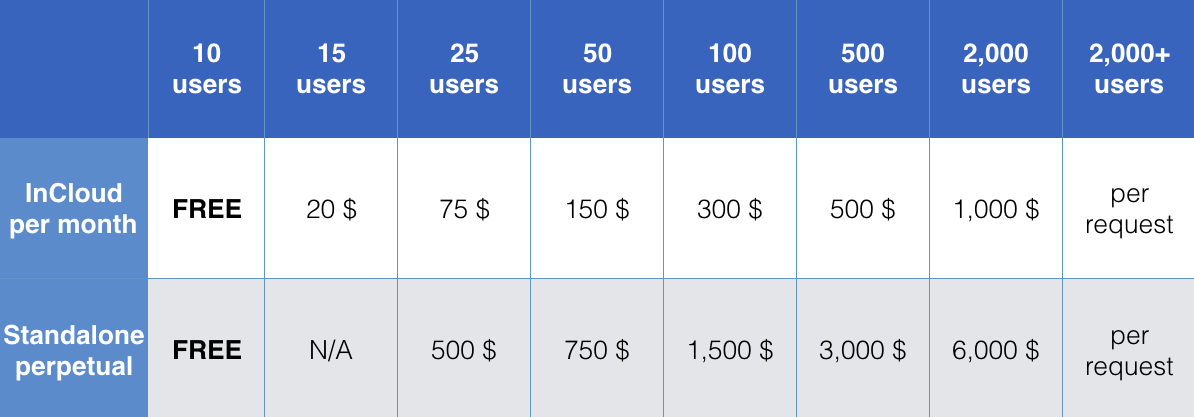 10 users
15 users
25 users
50 users
100 users
500 users
2,000 users
2,000+ users
InCloud per month
FREE
20 $
75 $
150 $
300 $
500 $
1,000 $
per request
Standalone perpetual
FREE
N/A
500 $
750 $
1,500 $
3,000 $
6,000 $
per request